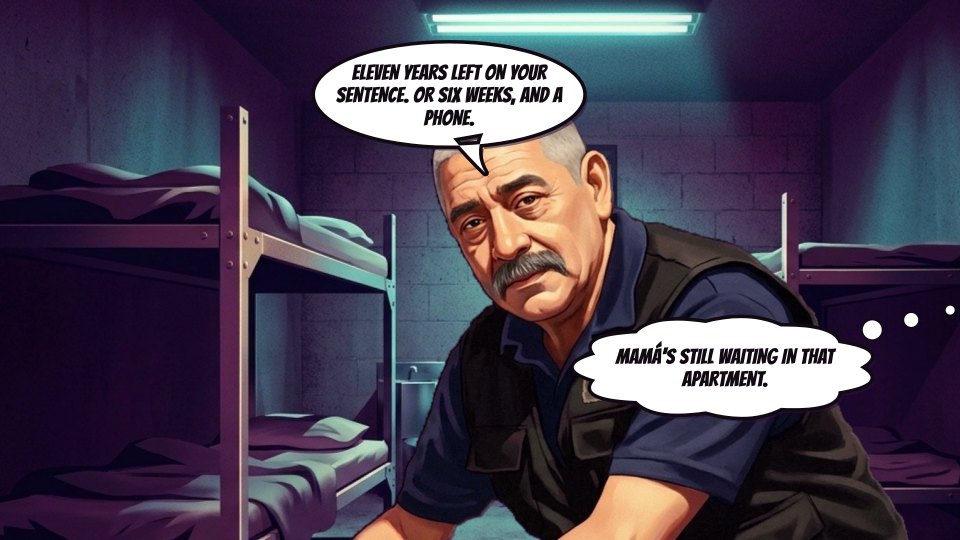 ELEVEN YEARS LEFT ON YOUR
SENTENCE. OR SIX WEEKS, AND A
PHONE.
MAMÁ'S STILL WAITING IN THAT
APARTMENT.